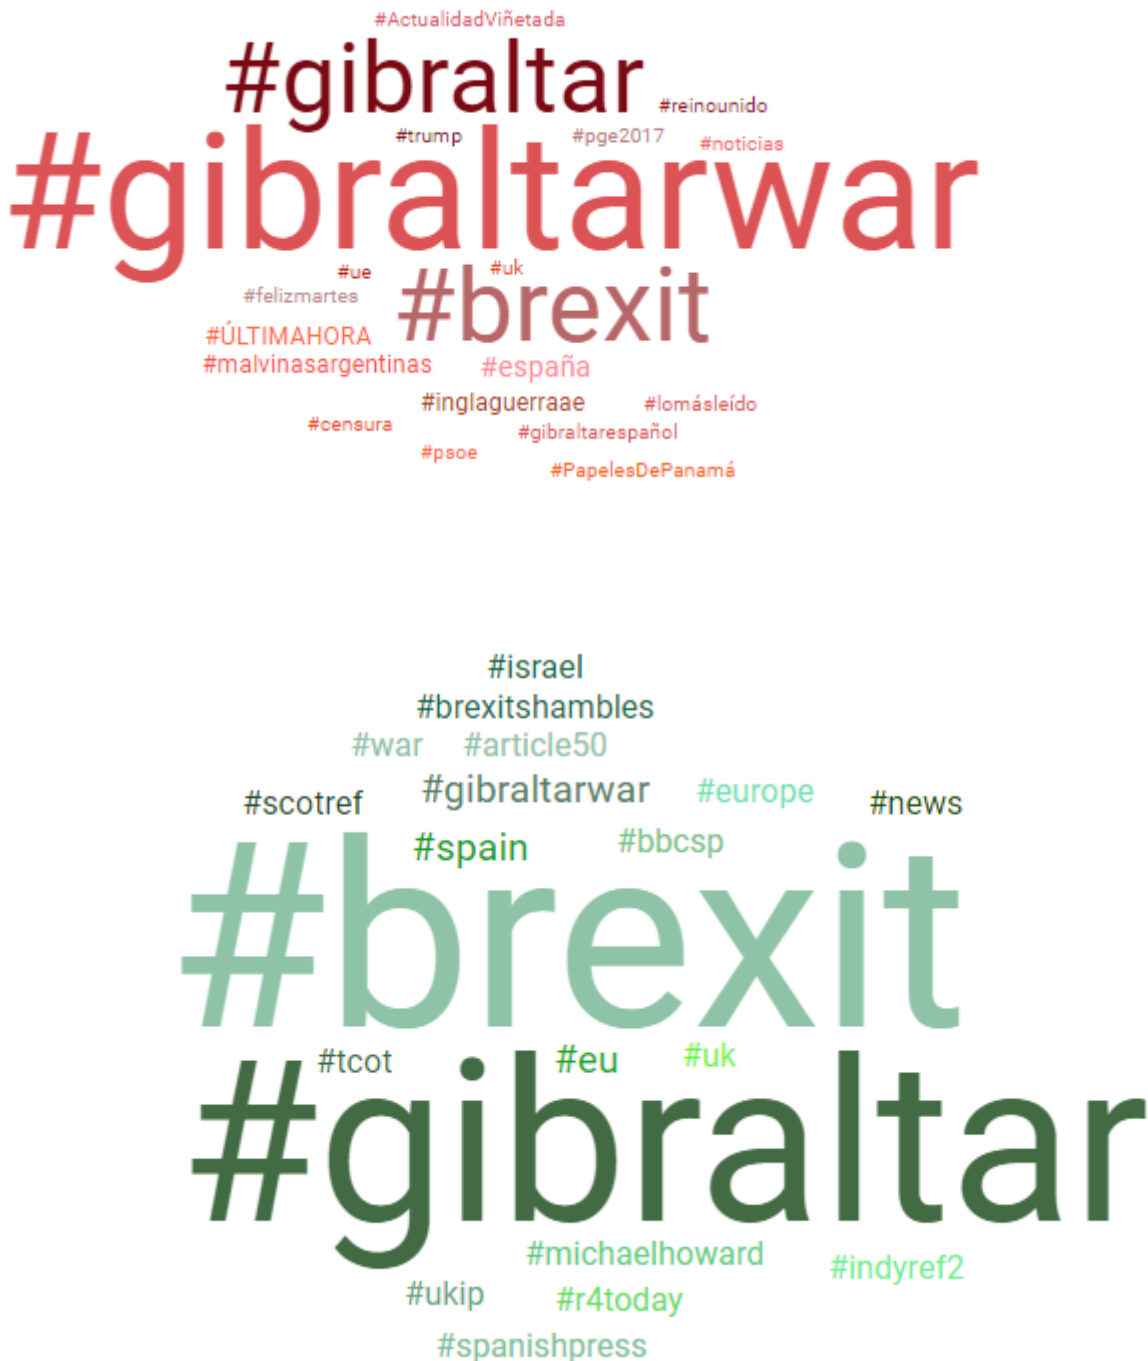 #ActualidadViñetada
#gibraltar
#reinounido
#trump #pge2017 #noticias
#gibraltarwar
#ue #uk
#felizmartes #brexit
#ÚLTIMAHORA
#malvinasargentinas #españa
#inglaguerraae #lomásleído
#censura #gibraltarespañol
#psoe
#PapelesDePanamá
#israel
#brexitshambles
#war #article50
#gibraltarwar #europe
#scotref #news
#spain #bbcsp
#brexit
#tcot #eu #uk
#gibraltar
#michaelhoward
#indyref2
#ukip #r4today
#spanishpress